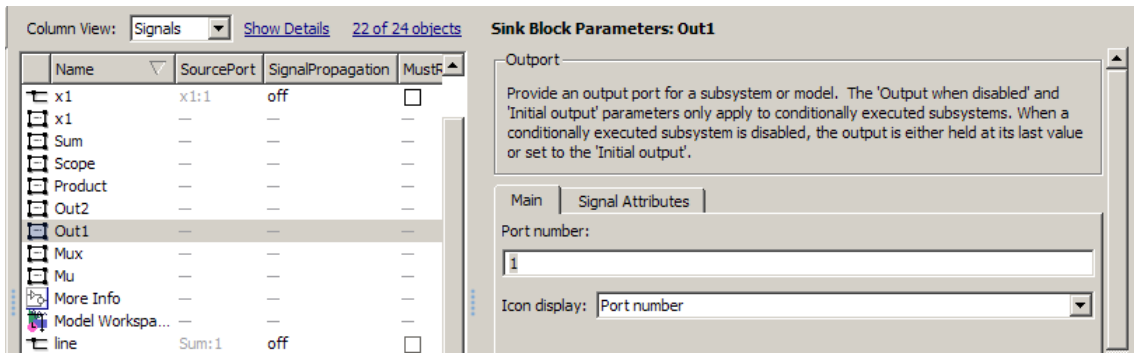 Column View: Signals Show Details 22 of 24 objects
Name SourcePort SignalPropagation
x1 x1:1 off
x1 — — —
Sum — — —
Scope — — —
Product — — —
Out2 — — —
Out1 — — —
Mux — — —
Mu — — —
More Info — — —
Model Workspa... — — —
line Sum:1 off
Sink Block Parameters: Out1
Outport
Provide an output port for a subsystem or model. The 'Output when disabled' and
'Initial output' parameters only apply to conditionally executed subsystems. When a
conditionally executed subsystem is disabled, the output is either held at its last value
or set to the 'Initial output'.
Main Signal Attributes
Port number:
1
Icon display: Port number